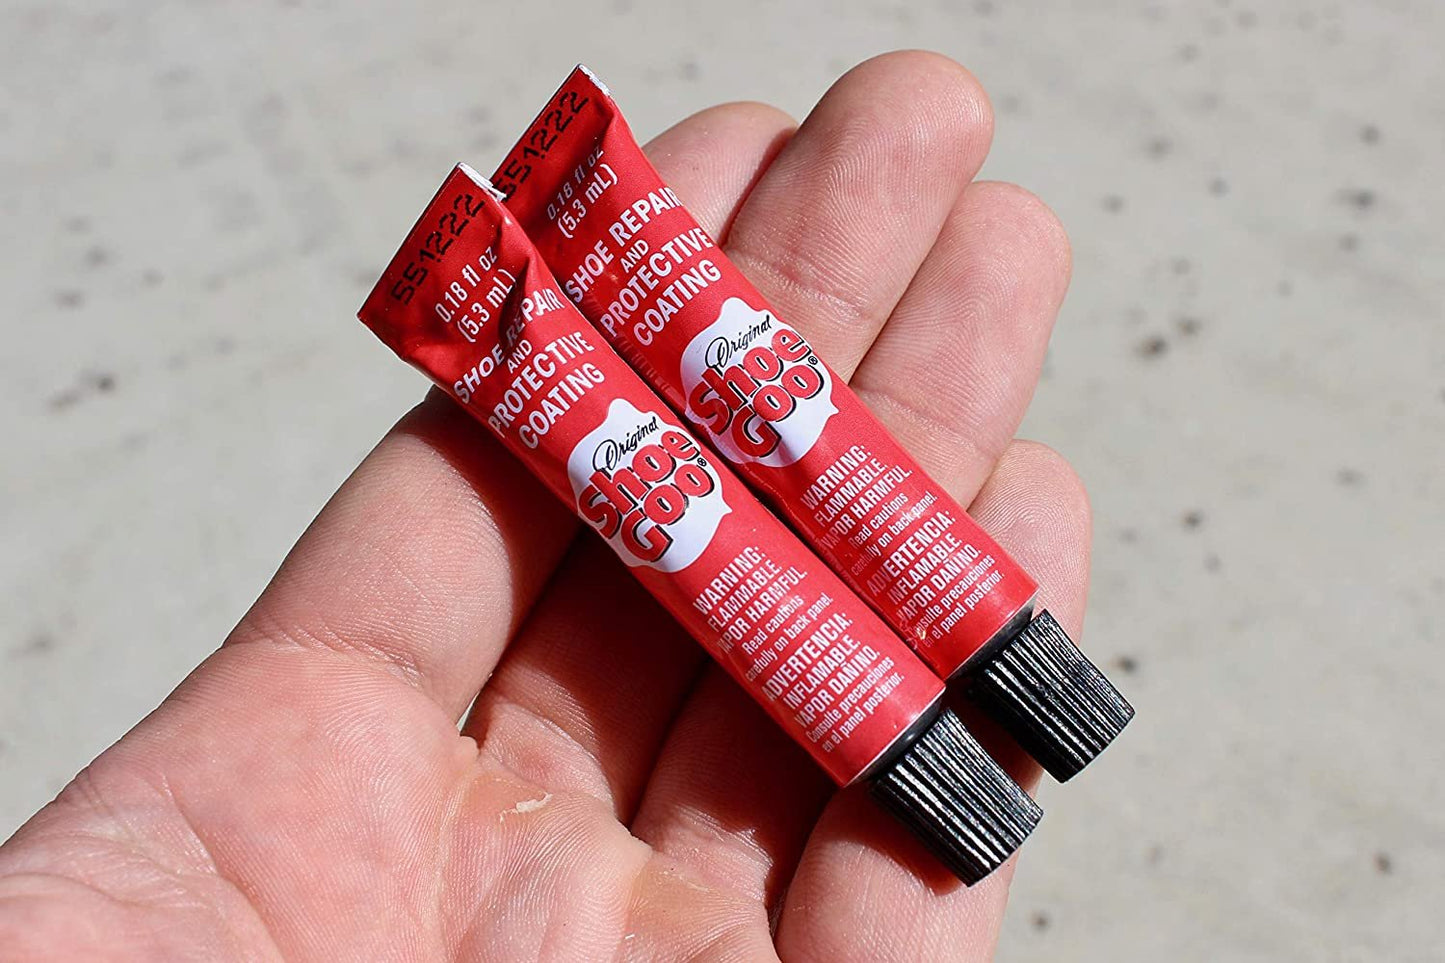 551222
0.18 fl oz
(5.3 mL)
SHOE REPAIR
AND
PROTECTIVE
COATING
Original
Shoe
Goo®
WARNING:
FLAMMABLE.
VAPOR HARMFUL.
Read cautions
carefully on back panel.
ADVERTENCIA:
INFLAMABLE.
VAPOR DAÑINO.
Consulte precauciones
en el panel posterior.
551222
0.18 fl oz
(5.3 mL)
SHOE REPAIR
AND
PROTECTIVE
COATING
Original
Shoe
Goo®
WARNING:
FLAMMABLE.
VAPOR HARMFUL.
Read cautions
carefully on back panel.
ADVERTENCIA:
INFLAMABLE.
VAPOR DAÑINO.
Consulte precauciones
en el panel posterior.